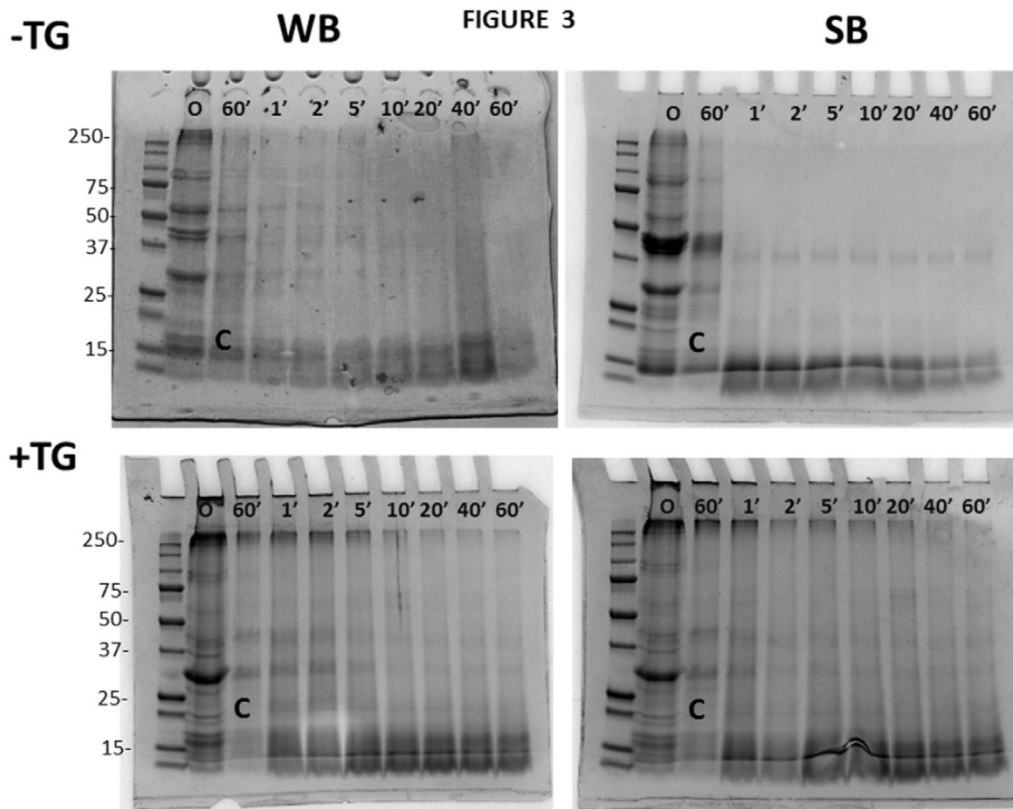 FIGURE 3
-TG WB SB
O 60' 1' 2' 5' 10' 20' 40' 60'
250-
75-
50-
37-
25-
15-
C
O 60' 1' 2' 5' 10' 20' 40' 60'
C
+TG
O 60' 1' 2' 5' 10' 20' 40' 60'
250-
75-
50-
37-
25-
15-
C
O 60' 1' 2' 5' 10' 20' 40' 60'
C